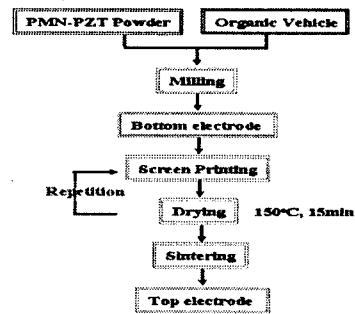 PMN-PZT Powder
Organic Vehicle
Milling
Bottom electrode
Screen Printing
Repetition
Drying
150°C, 15min
Sintering
Top electrode